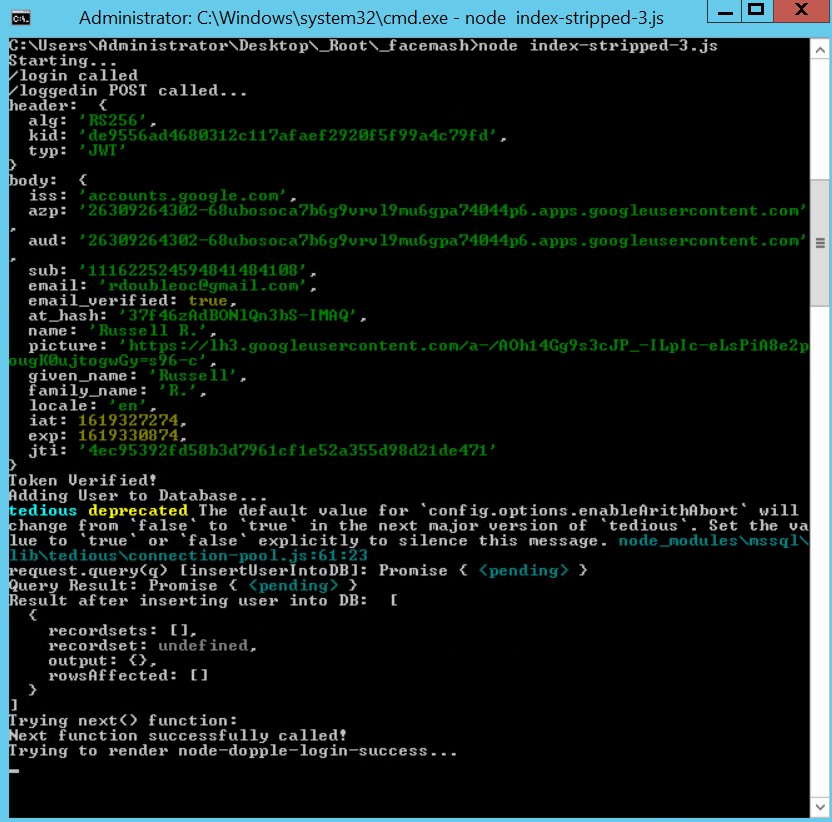 Administrator: C:\Windows\system32\cmd.exe - node  index-stripped-3.js
C:\Users\Administrator\Desktop\_Root\_facemash>node index-stripped-3.js
Starting...
/login called
/loggedin POST called...
header:  {
  alg: 'RS256',
  kid: 'de9556ad4680312c117afaef2920f5f99a4c79fd',
  typ: 'JWT'
}
body:  {
  iss: 'accounts.google.com',
  azp: '26309264302-68ubosoca7b6g9vrvl9mu6gpa74044p6.apps.googleusercontent.com'
,
  aud: '26309264302-68ubosoca7b6g9vrvl9mu6gpa74044p6.apps.googleusercontent.com'
,
  sub: '111622524594841484108',
  email: 'rdoubleoc@gmail.com',
  email_verified: true,
  at_hash: '37f46zAdBONlQn3bS-IMAQ',
  name: 'Russell R.',
  picture: 'https://lh3.googleusercontent.com/a-/AOh14Gg9s3cJP_-ILpIc-eLsPiA8e2p
ougK0ujtogwGy=s96-c',
  given_name: 'Russell',
  family_name: 'R.',
  locale: 'en',
  iat: 1619327274,
  exp: 1619330874,
  jti: '4ec95392fd58b3d7961cf1e52a355d98d21de471'
}
Token Verified!
Adding User to Database...
tedious deprecated The default value for `config.options.enableArithAbort` will
change from `false` to `true` in the next major version of `tedious`. Set the va
lue to `true` or `false` explicitly to silence this message. node_modules\mssql\
lib\tedious\connection-pool.js:61:23
request.query(q) [insertUserIntoDB]: Promise { <pending> }
Query Result: Promise { <pending> }
Result after inserting user into DB:  [
  {
    recordsets: [],
    recordset: undefined,
    output: {},
    rowsAffected: []
  }
]
Trying next() function:
Next function successfully called!
Trying to render node-dopple-login-success...